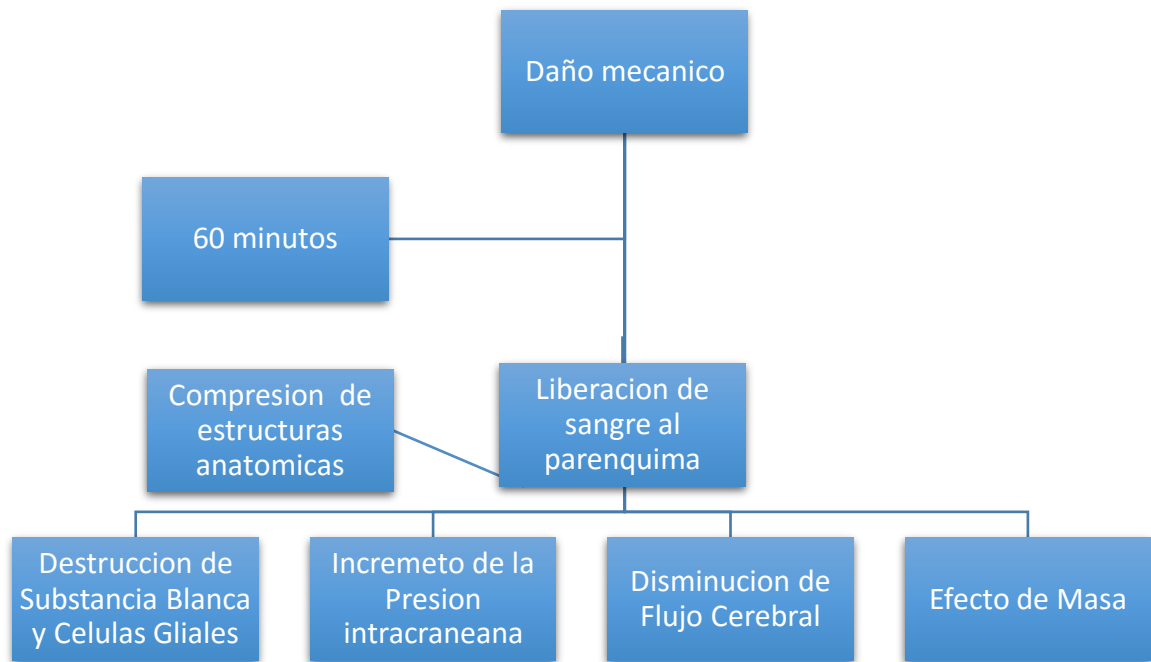 Daño mecanico
60 minutos
Compresion de
estructuras
anatomicas
Liberacion de
sangre al
parenquima
Destruccion de
Substancia Blanca
y Celulas Gliales
Incremeto de la
Presion
intracraneana
Disminucion de
Flujo Cerebral
Efecto de Masa